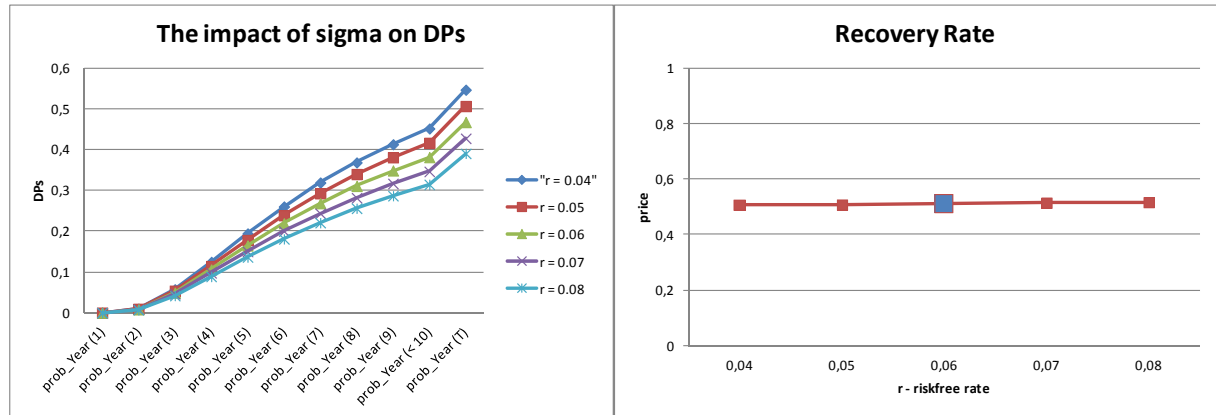 The impact of sigma on DPs
0,6
0,5
0,4
0,3
0,2
0,1
0
DPs
prob_Year (1)
prob_Year (2)
prob_Year (3)
prob_Year (4)
prob_Year (5)
prob_Year (6)
prob_Year (7)
prob_Year (8)
prob_Year (9)
prob_Year (< 10)
prob_Year (T)
"r = 0.04"
r = 0.05
r = 0.06
r = 0.07
r = 0.08
Recovery Rate
1
0,8
0,6
0,4
0,2
0
price
0,04 0,05 0,06 0,07 0,08
r - riskfree rate